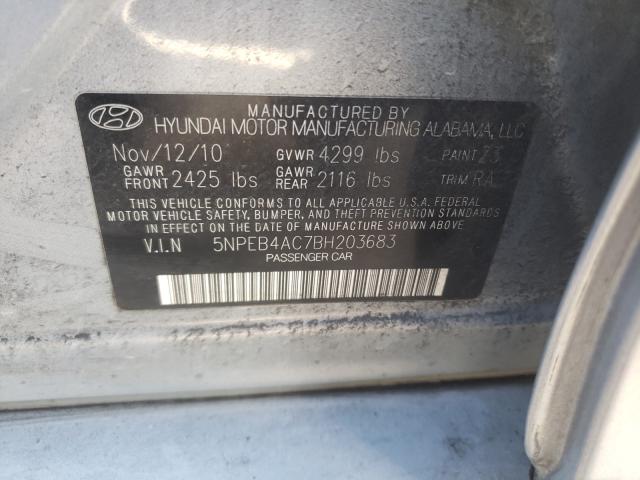 MANUFACTURED BY
HYUNDAI MOTOR MANUFACTURING ALABAMA, LLC
Nov/12/10 GVWR 4299 lbs PAINT Z3
GAWR FRONT 2425 lbs GAWR REAR 2116 lbs TRIM RA
THIS VEHICLE CONFORMS TO ALL APPLICABLE U.S.A. FEDERAL
MOTOR VEHICLE SAFETY, BUMPER, AND THEFT PREVENTION STANDARDS
IN EFFECT ON THE DATE OF MANUFACTURE SHOWN ABOVE.
V.I.N 5NPEB4AC7BH203683
PASSENGER CAR